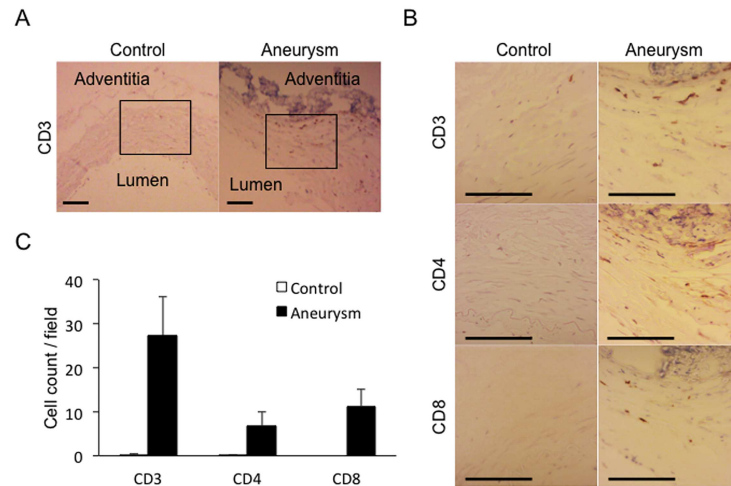 A
Control
Aneurysm
CD3
Adventitia
Lumen
Adventitia
Lumen
B
Control
Aneurysm
CD3
CD4
CD8
C
Cell count / field
40
30
20
10
0
Control
Aneurysm
CD3
CD4
CD8